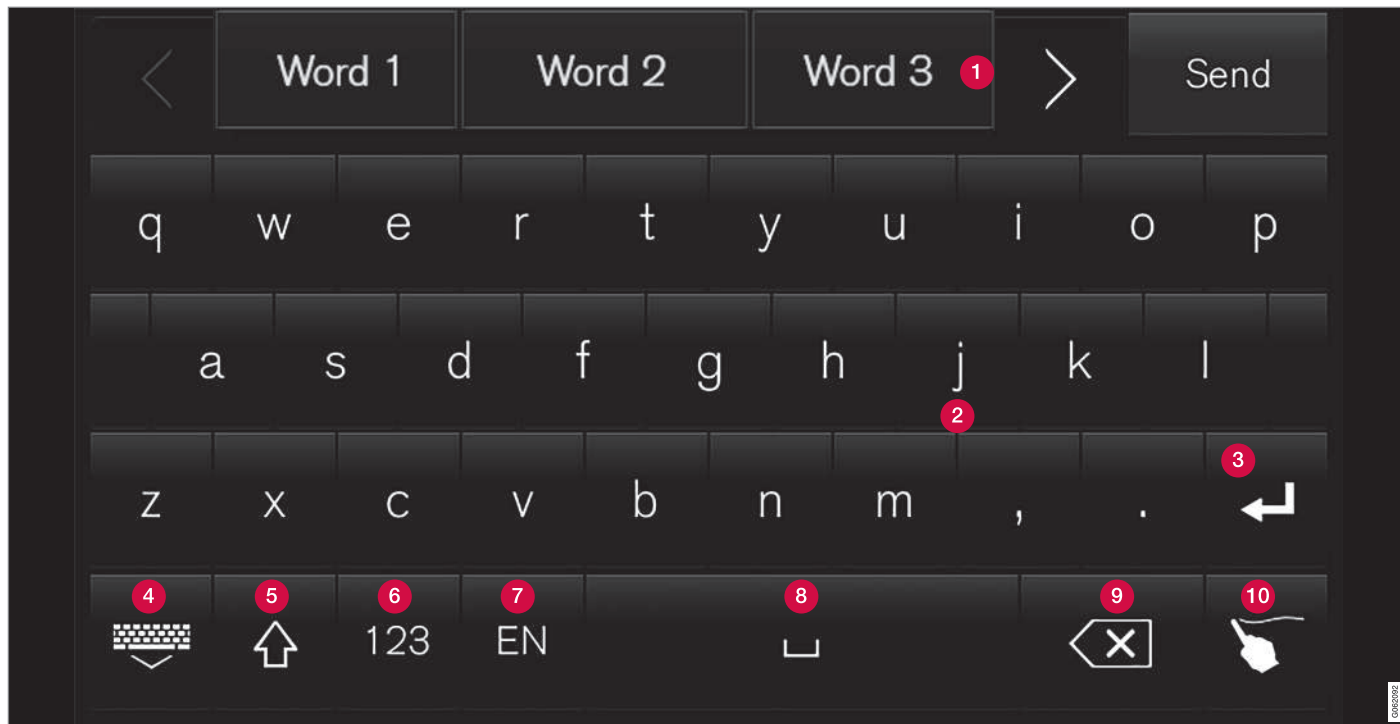 Word 1 Word 2 Word 3 1 Send
q w e r t y u i o p
a s d f g h j k l
2
3
z x c v b n m , .
4 5 6 7 8 9 10
123 EN
G062092